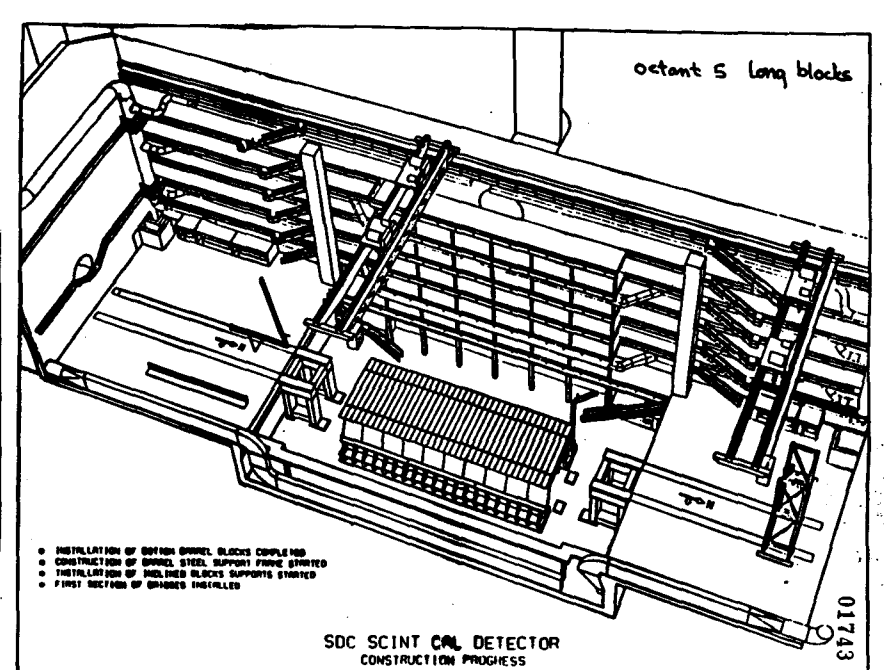 octant 5 long blocks
• INSTALLATION OF BOTTOM BARREL BLOCKS COMPLETED
• CONSTRUCTION OF BARREL STEEL SUPPORT FRAME STARTED
• INSTALLATION OF INCLINED BLOCKS SUPPORTS STARTED
• FIRST SECTION OF BRIDGES INSTALLED
SDC SCINT CAL DETECTOR
CONSTRUCTION PROGRESS
01743